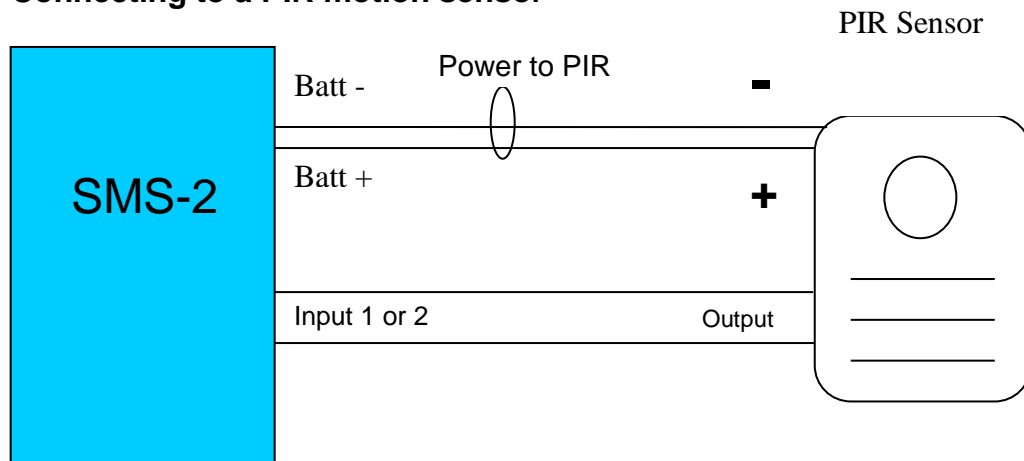 Connecting to a PIR motion sensor
PIR Sensor
Batt -
Power to PIR
-
Batt +
+
SMS-2
Input 1 or 2
Output